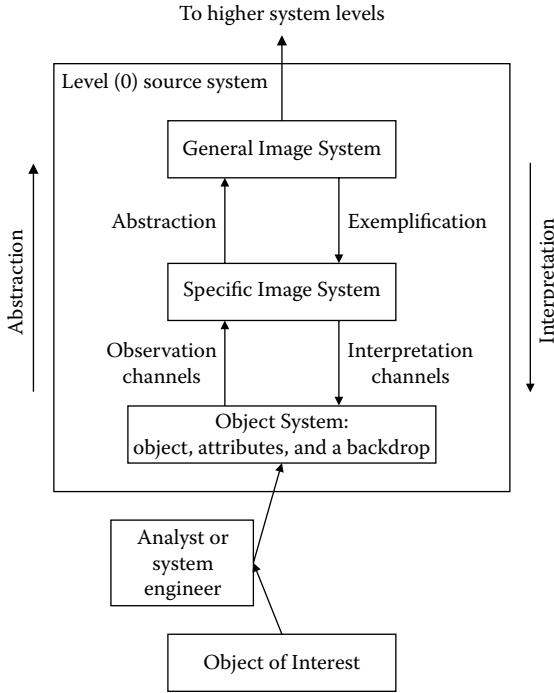 To higher system levels
Level (0) source system
General Image System
Abstraction
Exemplification
Abstraction
Interpretation
Specific Image System
Observation
channels
Interpretation
channels
Object System:
object, attributes, and a backdrop
Analyst or
system
engineer
Object of Interest